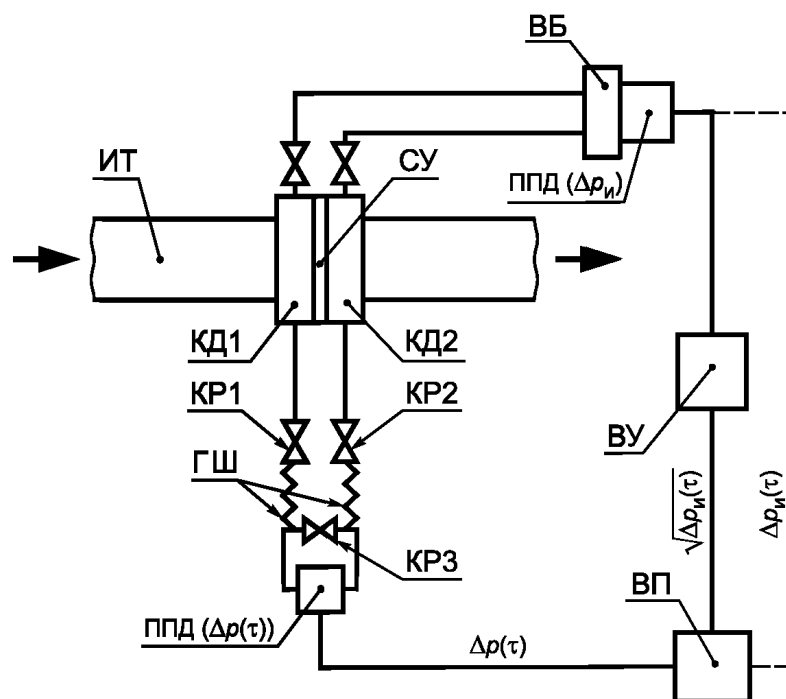 ВБ
ИТ
СУ
ППД (Δpи)
КД1
КД2
КР1
КР2
ВУ
ГШ
√Δpи(τ)
Δpи(τ)
КР3
ВП
ППД (Δp(τ))
Δp(τ)